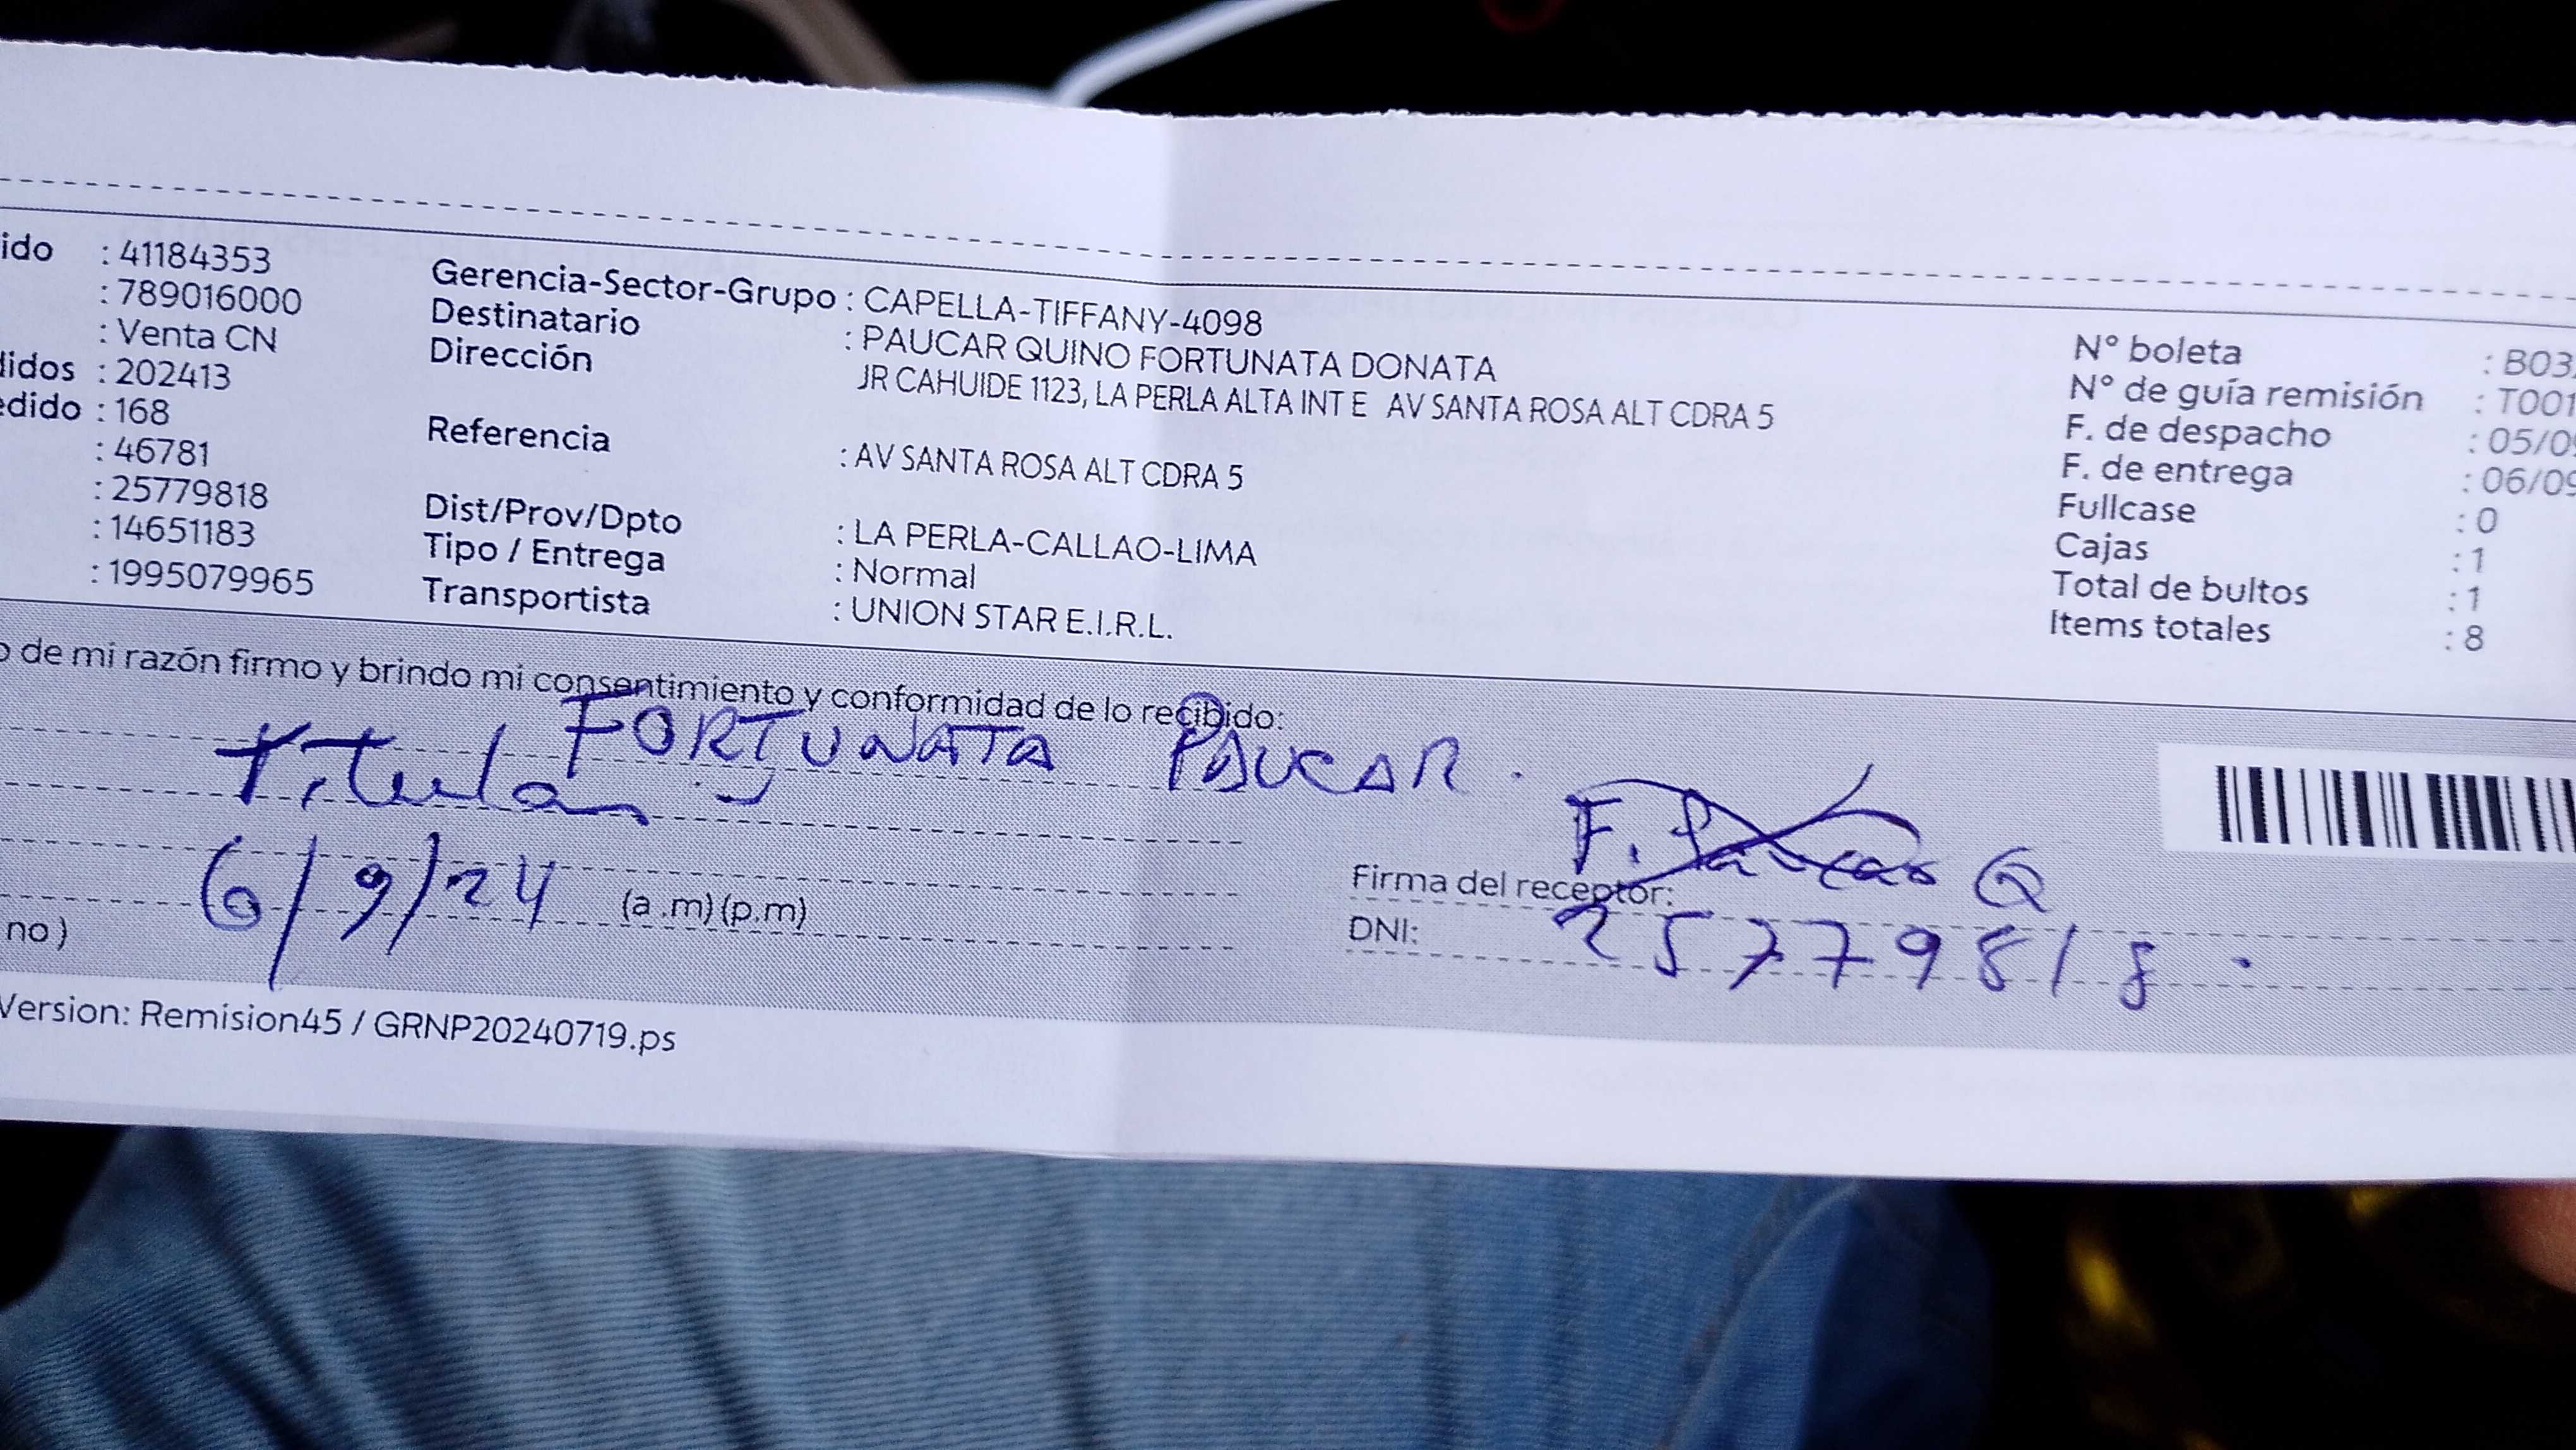 ido : 41184353
: 789016000
: Venta CN
didos : 202413
edido : 168
: 46781
: 25779818
: 14651183
: 1995079965
Gerencia-Sector-Grupo : CAPELLA-TIFFANY-4098
Destinatario : PAUCAR QUINO FORTUNATA DONATA
Dirección JR CAHUIDE 1123, LA PERLA ALTA INT E AV SANTA ROSA ALT CDRA 5
Referencia : AV SANTA ROSA ALT CDRA 5
Dist/Prov/Dpto : LA PERLA-CALLAO-LIMA
Tipo / Entrega : Normal
Transportista : UNION STAR E.I.R.L.
N° boleta : B03
N° de guía remisión : T001
F. de despacho : 05/09
F. de entrega : 06/09
Fullcase : 0
Cajas : 1
Total de bultos : 1
Items totales : 8
o de mi razón firmo y brindo mi consentimiento y conformidad de lo recibido:
FORTUNATA PAUCAR.
Titular
6/9/24 (a.m) (p.m)
no)
F. Paucar Q
Firma del receptor:
DNI: 25779818.
Version: Remision45 / GRNP20240719.ps